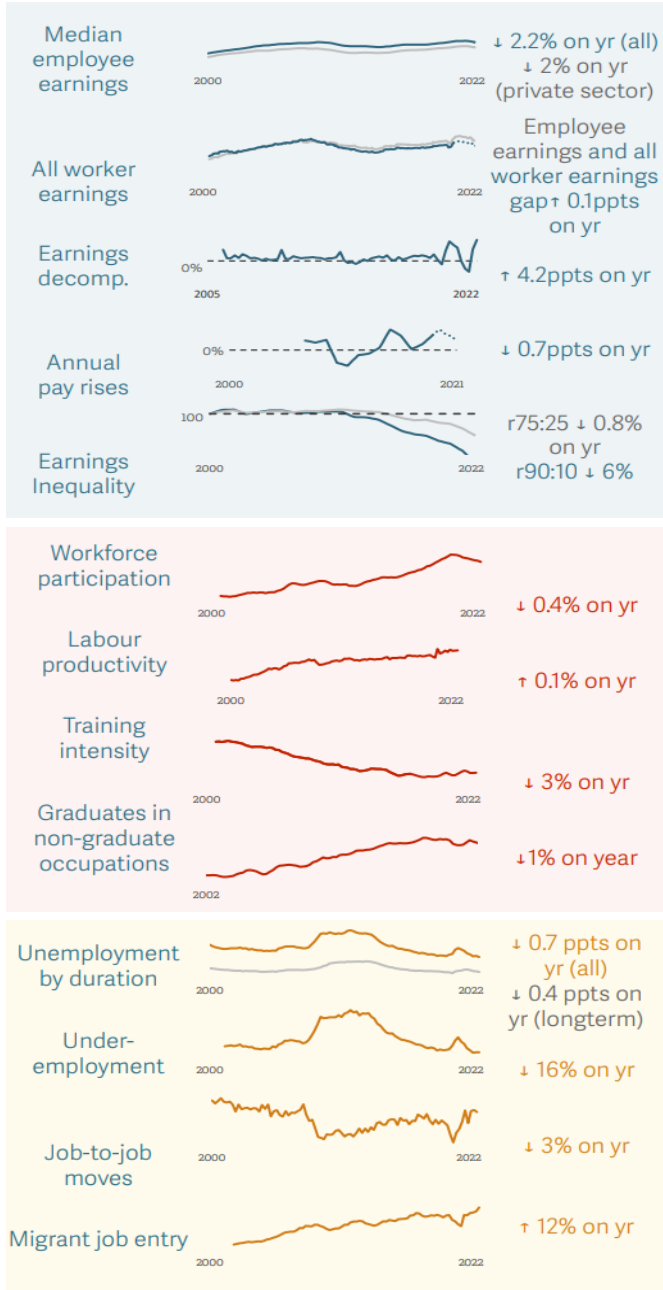 Median
employee
earnings
2000
2022
↓ 2.2% on yr (all)
↓ 2% on yr
(private sector)
All worker
earnings
2000
2022
Employee
earnings and all
worker earnings
gap↑ 0.1ppts
on yr
Earnings
decomp.
0%
2005
2022
↑ 4.2ppts on yr
Annual
pay rises
0%
2000
2021
↓ 0.7ppts on yr
Earnings
Inequality
100
2000
2022
r75:25 ↓ 0.8%
on yr
r90:10 ↓ 6%
Workforce
participation
2000
2022
↓ 0.4% on yr
Labour
productivity
2000
2022
↑ 0.1% on yr
Training
intensity
2000
2022
↓ 3% on yr
Graduates in
non-graduate
occupations
2002
↓1% on year
Unemployment
by duration
2000
2022
↓ 0.7 ppts on
yr (all)
↓ 0.4 ppts on
yr (longterm)
Under-
employment
2000
2022
↓ 16% on yr
Job-to-job
moves
2000
2022
↓ 3% on yr
Migrant job entry
2000
2022
↑ 12% on yr